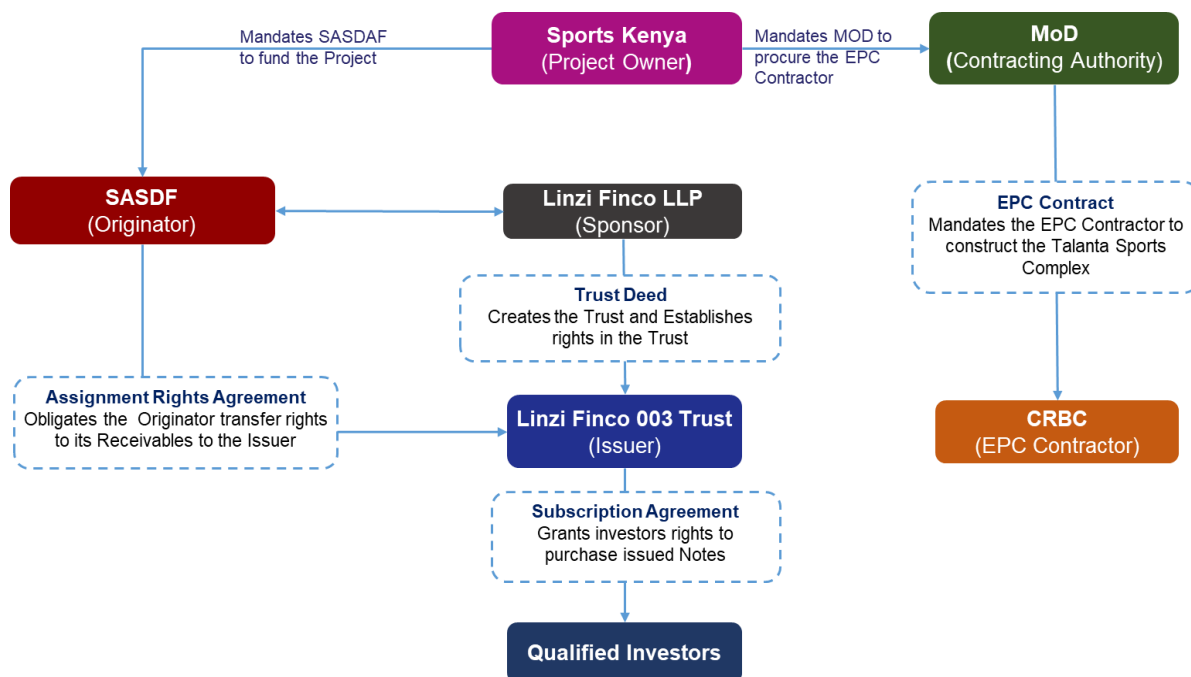 Mandates SASDAF
to fund the Project
Sports Kenya
(Project Owner)
Mandates MOD to
procure the EPC
Contractor
MoD
(Contracting Authority)
SASDF
(Originator)
Linzi Finco LLP
(Sponsor)
EPC Contract
Mandates the EPC Contractor to
construct the Talanta Sports
Complex
Trust Deed
Creates the Trust and Establishes
rights in the Trust
Assignment Rights Agreement
Obligates the Originator transfer rights
to its Receivables to the Issuer
Linzi Finco 003 Trust
(Issuer)
CRBC
(EPC Contractor)
Subscription Agreement
Grants investors rights to
purchase issued Notes
Qualified Investors